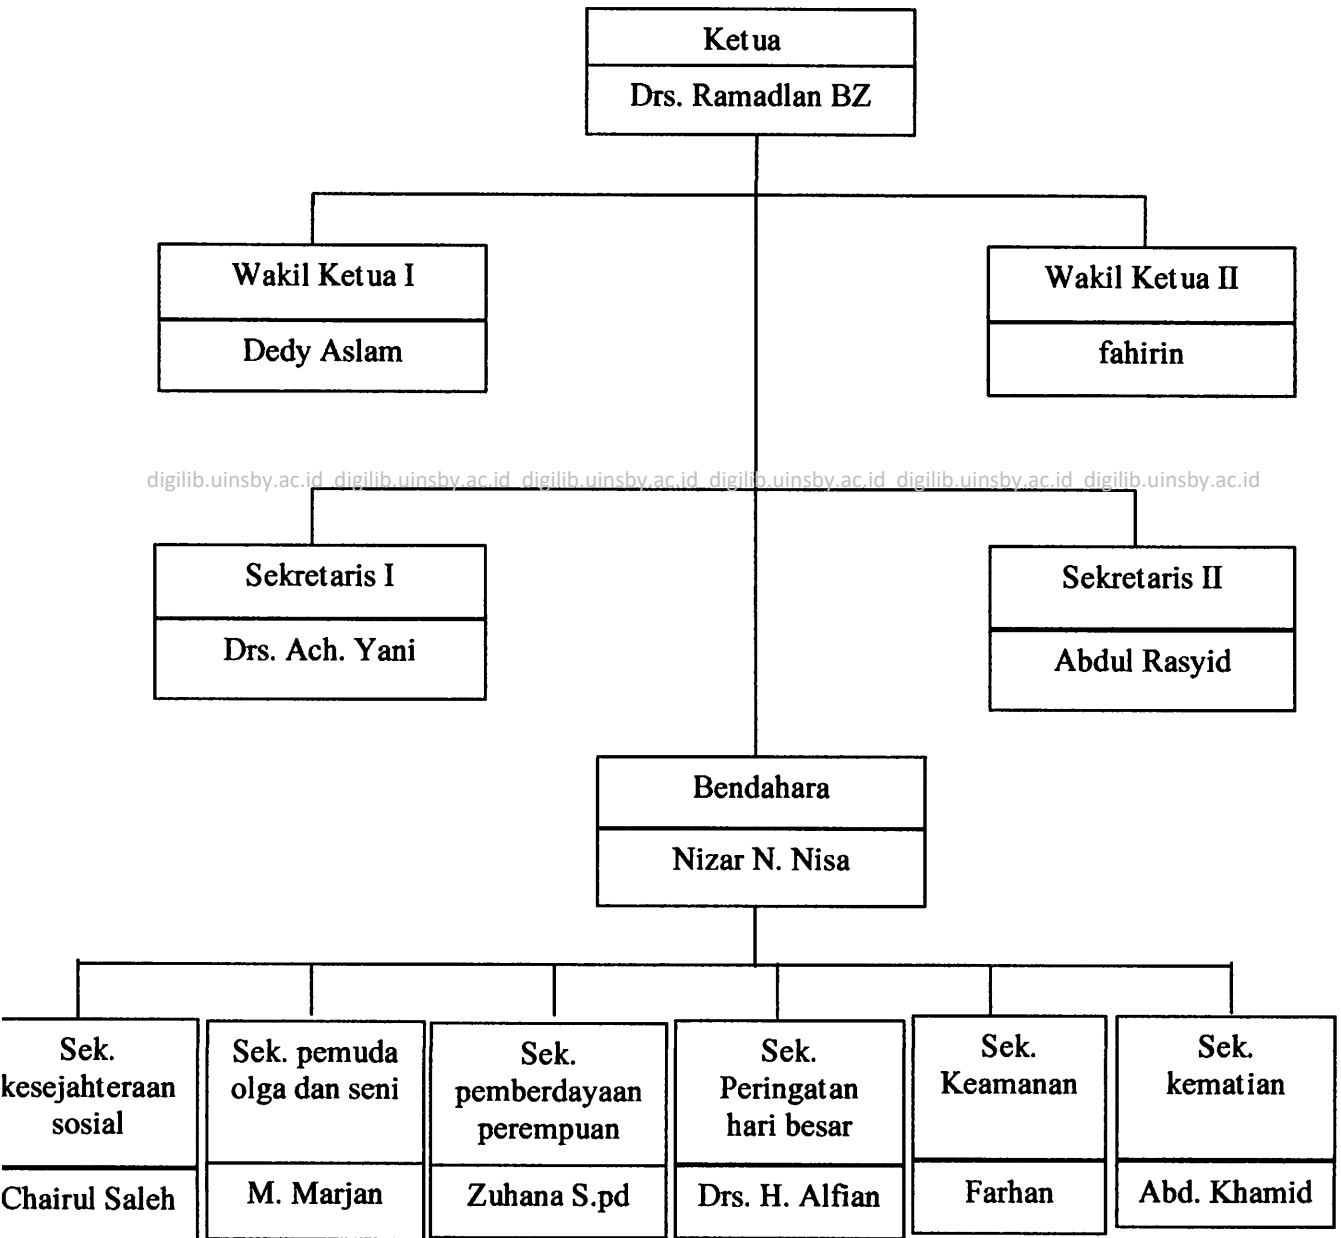 Ketua
Drs. Ramadlan BZ
Wakil Ketua I
Dedy Aslam
Wakil Ketua II
fahirin
digilib.uinsby.ac.id digilib.uinsby.ac.id digilib.uinsby.ac.id digilib.uinsby.ac.id digilib.uinsby.ac.id digilib.uinsby.ac.id
Sekretaris I
Drs. Ach. Yani
Sekretaris II
Abdul Rasyid
Bendahara
Nizar N. Nisa
Sek.
kesejahteraan
sosial
Chairul Saleh
Sek. pemuda
olga dan seni
M. Marjan
Sek.
pemberdayaan
perempuan
Zuhana S.pd
Sek.
Peringatan
hari besar
Drs. H. Alfian
Sek.
Keamanan
Farhan
Sek.
kematian
Abd. Khamid